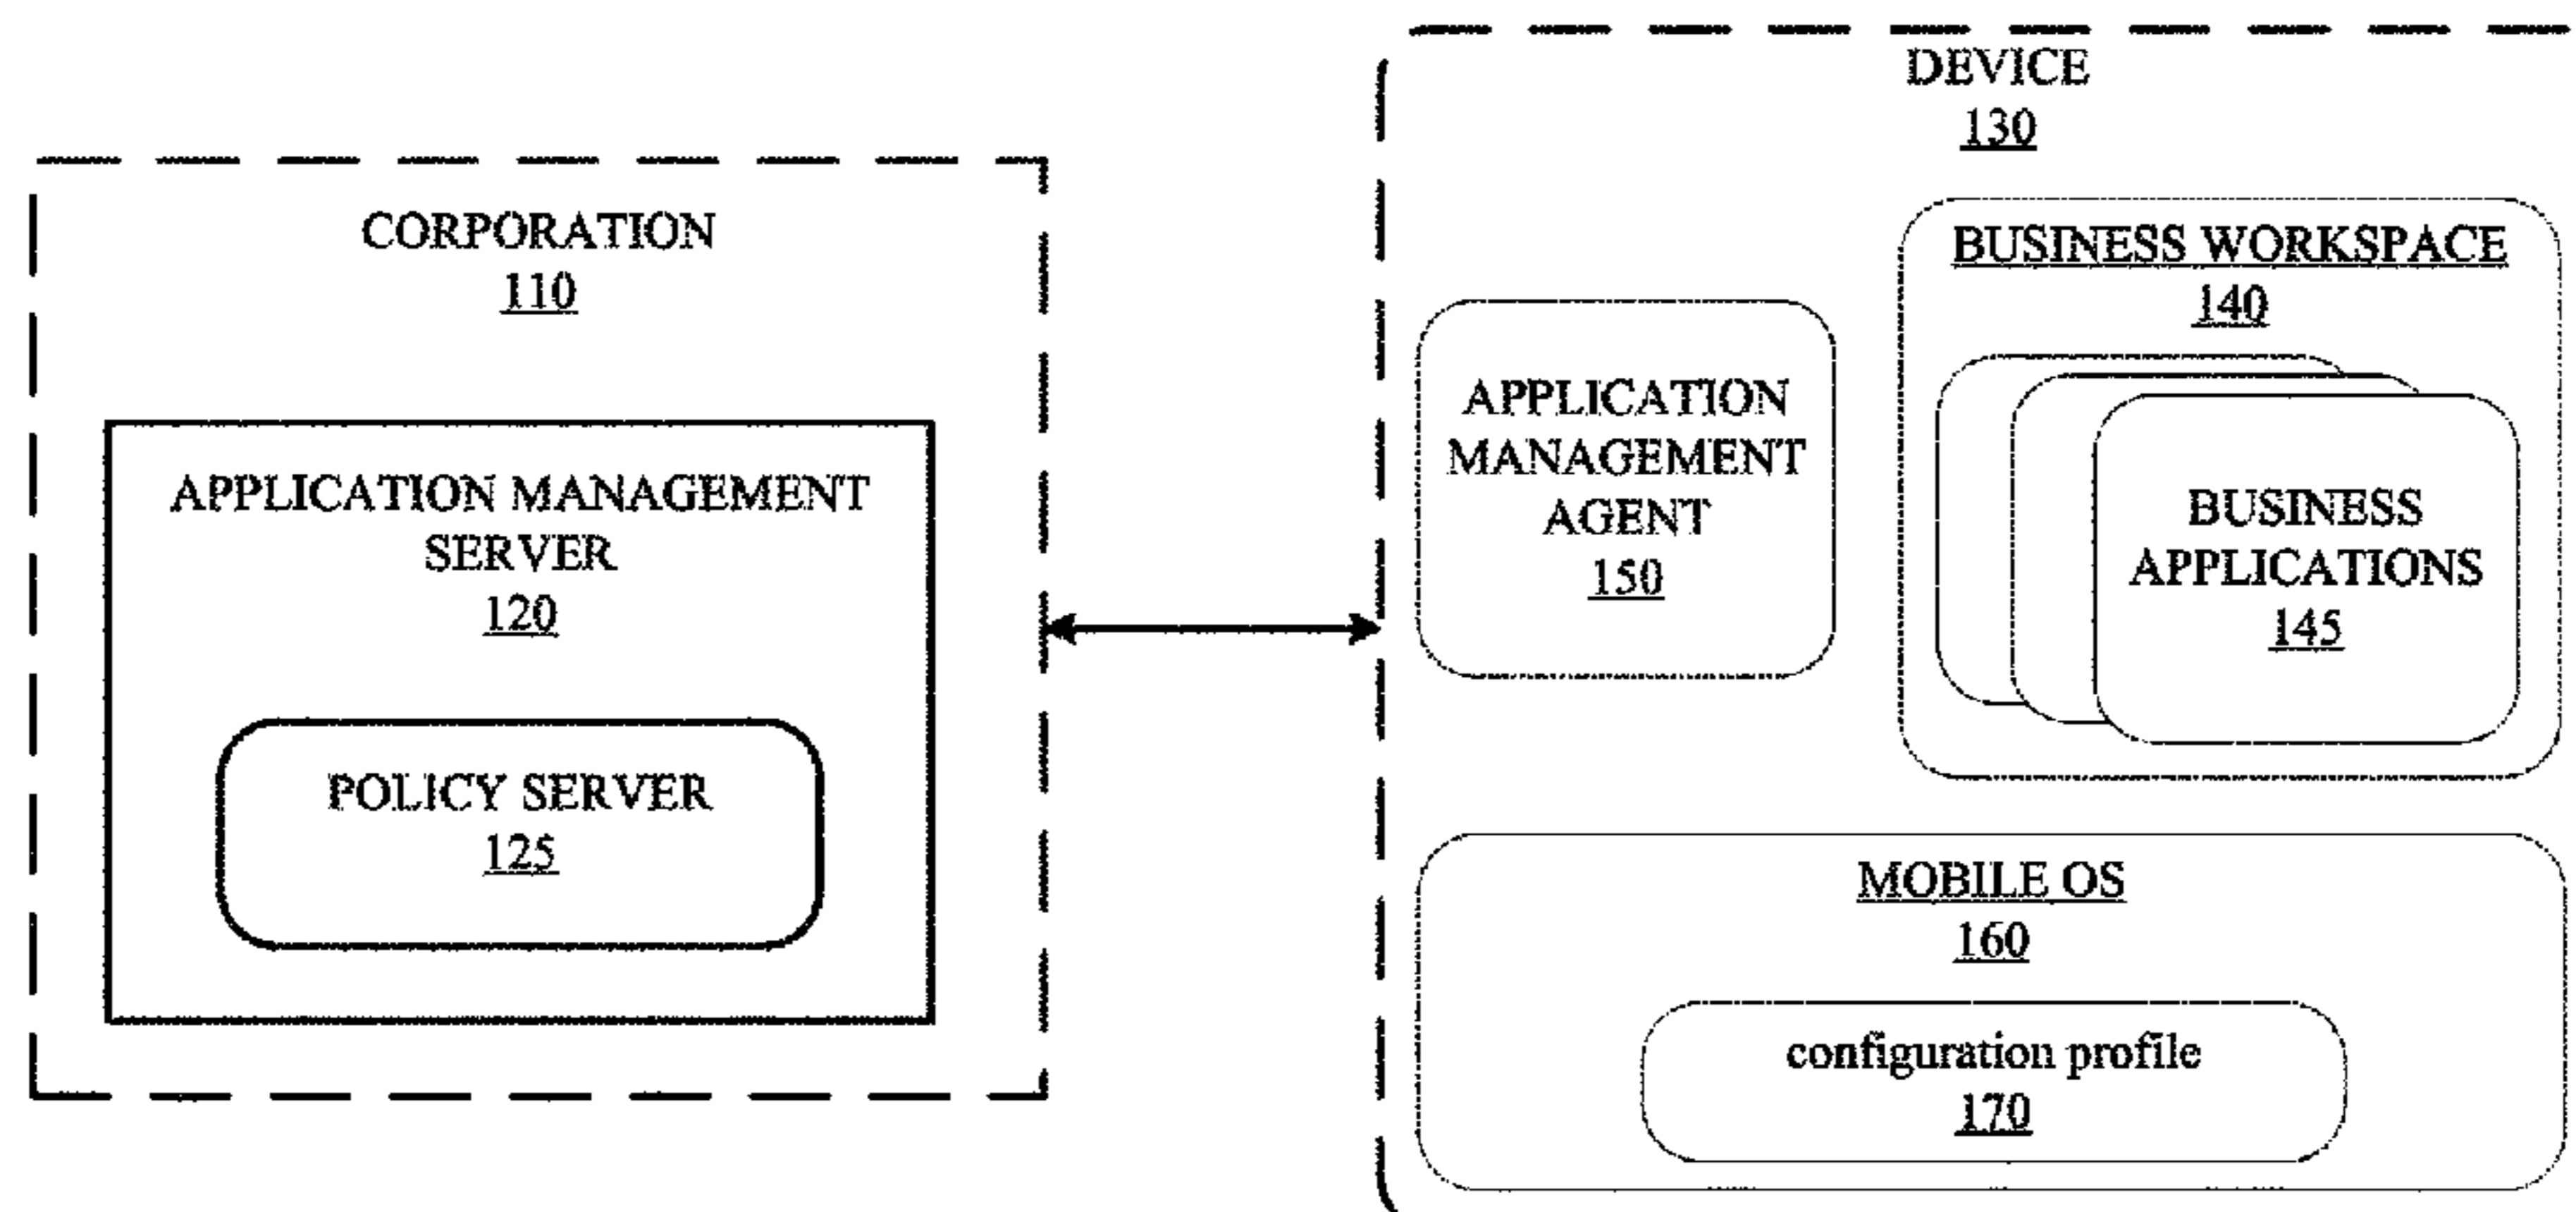 CORPORATION
110
APPLICATION MANAGEMENT
SERVER
120
POLICY SERVER
125
DEVICE
130
APPLICATION
MANAGEMENT
AGENT
150
BUSINESS WORKSPACE
140
BUSINESS
APPLICATIONS
145
MOBILE OS
160
configuration profile
170